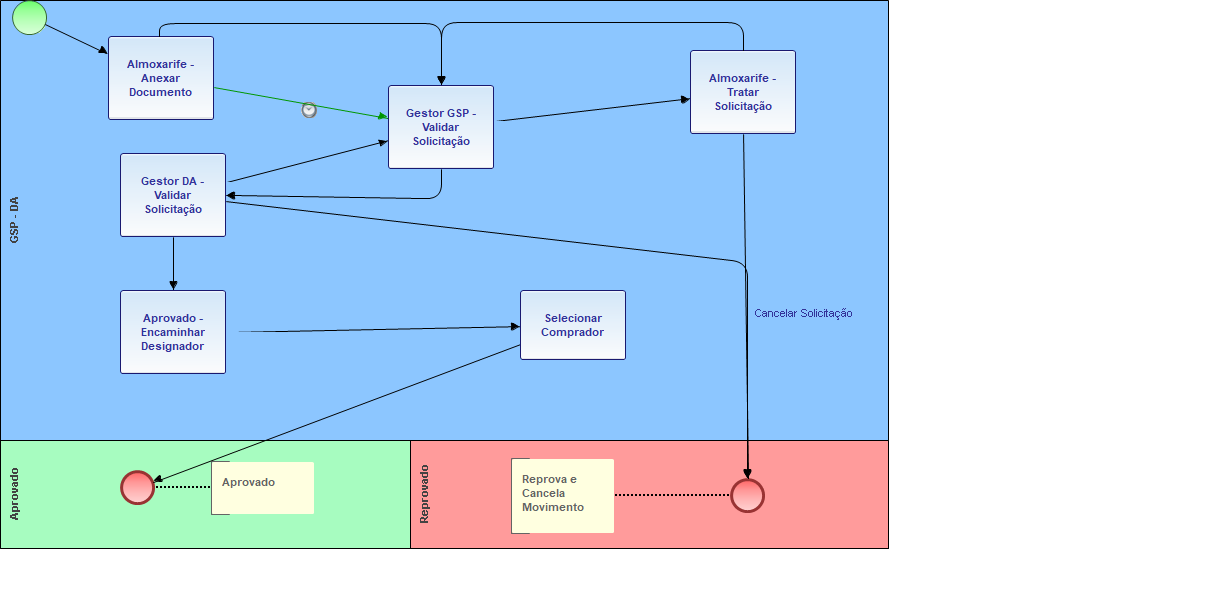 Almoxarife -
Anexar
Documento
Almoxarife -
Tratar
Solicitação
Gestor GSP -
Validar
Solicitação
Gestor DA -
Validar
Solicitação
GSP - DA
Aprovado -
Encaminhar
Designador
Selecionar
Comprador
Cancelar Solicitação
Aprovado
Aprovado
Reprovado
Reprova e
Cancela
Movimento